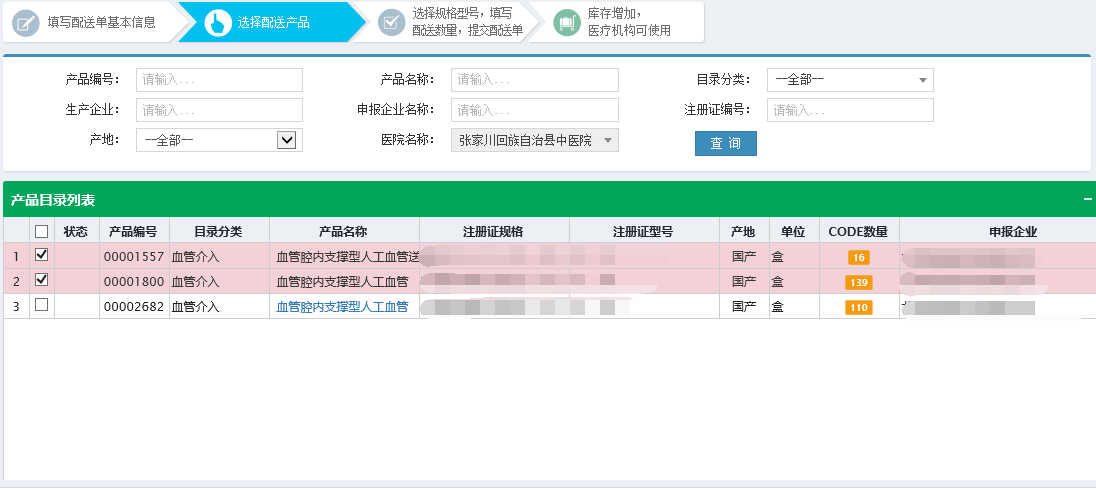 填写配送单基本信息
选择配送产品
选择规格型号，填写
配送数量，提交配送单
库存增加，
医疗机构可使用
产品编号： 请输入... 产品名称： 请输入... 目录分类： --全部--
生产企业： 请输入... 申报企业名称： 请输入... 注册证编号： 请输入...
产地： --全部-- 医院名称： 张家川回族自治县中医院 查 询
产品目录列表
状态 产品编号 目录分类 产品名称 注册证规格 注册证型号 产地 单位 CODE数量 申报企业
1 00001557 血管介入 血管腔内支撑型人工血管送 国产 盒 16
2 00001800 血管介入 血管腔内支撑型人工血管 国产 盒 139
3 00002682 血管介入 血管腔内支撑型人工血管 国产 盒 110